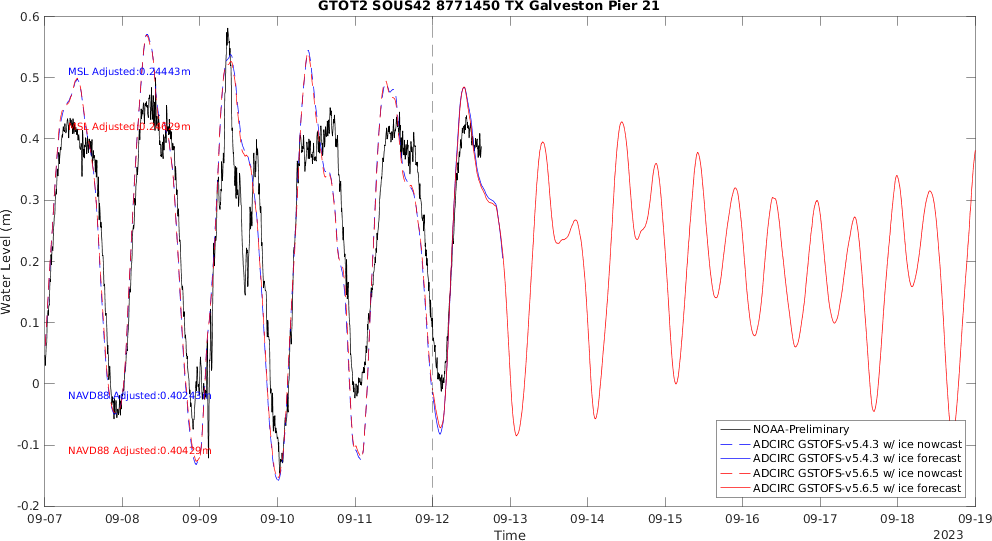 GTOT2 SOUS42 8771450 TX Galveston Pier 21
0.6
0.5
0.4
0.3
0.2
0.1
0
-0.1
-0.2
Water Level (m)
MSL Adjusted:0.24443m
MSL Adjusted:
NAVD88 Adjusted:0.40243m
NAVD88 Adjusted:0.40429m
NOAA-Preliminary
ADCIRC GSTOFS-v5.4.3 w/ ice nowcast
ADCIRC GSTOFS-v5.4.3 w/ ice forecast
ADCIRC GSTOFS-v5.6.5 w/ ice nowcast
ADCIRC GSTOFS-v5.6.5 w/ ice forecast
09-07 09-08 09-09 09-10 09-11 09-12 09-13 09-14 09-15 09-16 09-17 09-18 09-19
Time
2023